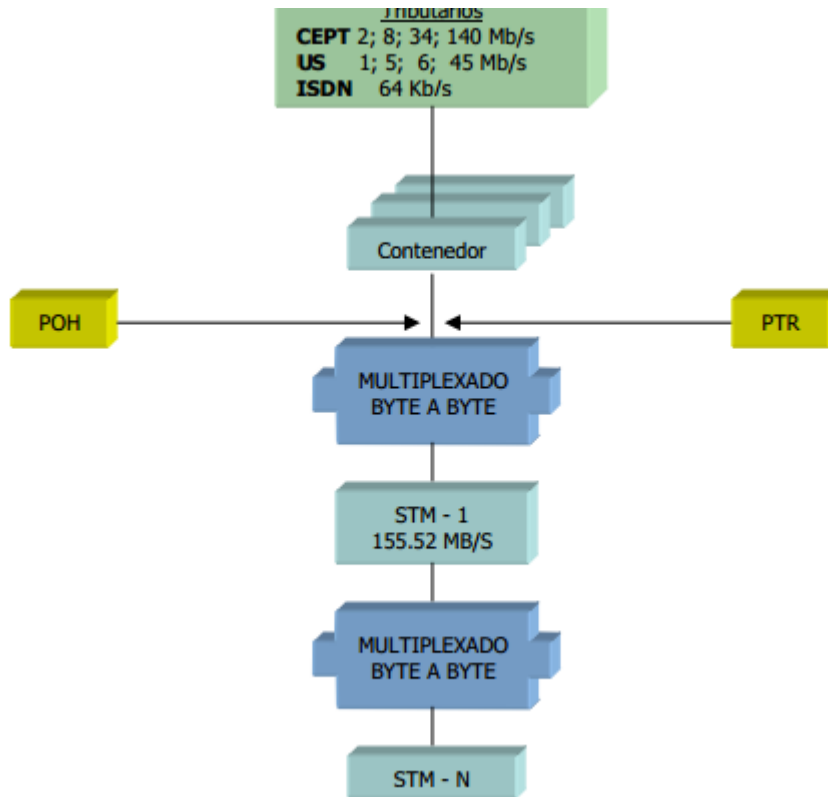 Tributarios
CEPT 2; 8; 34; 140 Mb/s
US 1; 5; 6; 45 Mb/s
ISDN 64 Kb/s
Contenedor
POH
PTR
MULTIPLEXADO
BYTE A BYTE
STM - 1
155.52 MB/S
MULTIPLEXADO
BYTE A BYTE
STM - N